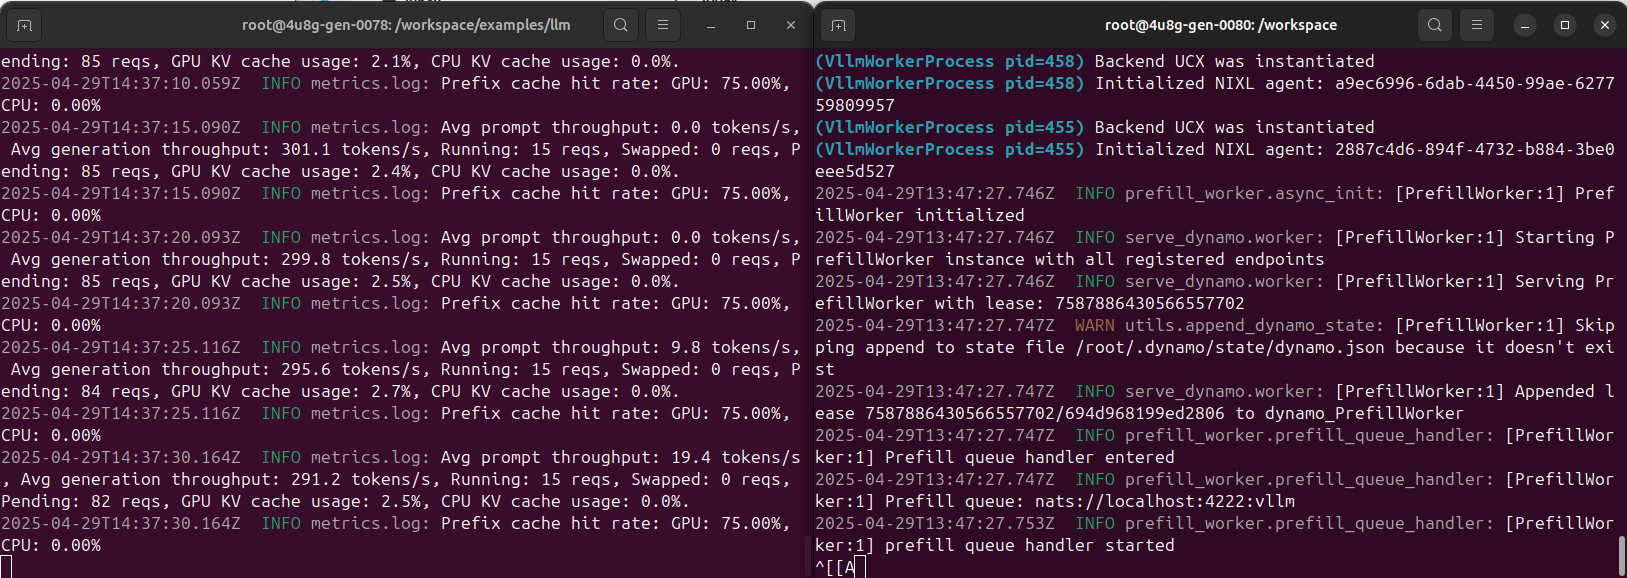 root@4u8g-gen-0078: /workspace/examples/llm
ending: 85 reqs, GPU KV cache usage: 2.1%, CPU KV cache usage: 0.0%.
2025-04-29T14:37:10.059Z  INFO metrics.log: Prefix cache hit rate: GPU: 75.00%,
CPU: 0.00%
2025-04-29T14:37:15.090Z  INFO metrics.log: Avg prompt throughput: 0.0 tokens/s,
 Avg generation throughput: 301.1 tokens/s, Running: 15 reqs, Swapped: 0 reqs, P
ending: 85 reqs, GPU KV cache usage: 2.4%, CPU KV cache usage: 0.0%.
2025-04-29T14:37:15.090Z  INFO metrics.log: Prefix cache hit rate: GPU: 75.00%,
CPU: 0.00%
2025-04-29T14:37:20.093Z  INFO metrics.log: Avg prompt throughput: 0.0 tokens/s,
 Avg generation throughput: 299.8 tokens/s, Running: 15 reqs, Swapped: 0 reqs, P
ending: 85 reqs, GPU KV cache usage: 2.5%, CPU KV cache usage: 0.0%.
2025-04-29T14:37:20.093Z  INFO metrics.log: Prefix cache hit rate: GPU: 75.00%,
CPU: 0.00%
2025-04-29T14:37:25.116Z  INFO metrics.log: Avg prompt throughput: 9.8 tokens/s,
 Avg generation throughput: 295.6 tokens/s, Running: 15 reqs, Swapped: 0 reqs, P
ending: 84 reqs, GPU KV cache usage: 2.7%, CPU KV cache usage: 0.0%.
2025-04-29T14:37:25.116Z  INFO metrics.log: Prefix cache hit rate: GPU: 75.00%,
CPU: 0.00%
2025-04-29T14:37:30.164Z  INFO metrics.log: Avg prompt throughput: 19.4 tokens/s
, Avg generation throughput: 291.2 tokens/s, Running: 15 reqs, Swapped: 0 reqs,
Pending: 82 reqs, GPU KV cache usage: 2.5%, CPU KV cache usage: 0.0%.
2025-04-29T14:37:30.164Z  INFO metrics.log: Prefix cache hit rate: GPU: 75.00%,
CPU: 0.00%
root@4u8g-gen-0080: /workspace
(VllmWorkerProcess pid=458) Backend UCX was instantiated
(VllmWorkerProcess pid=458) Initialized NIXL agent: a9ec6996-6dab-4450-99ae-6277
59809957
(VllmWorkerProcess pid=455) Backend UCX was instantiated
(VllmWorkerProcess pid=455) Initialized NIXL agent: 2887c4d6-894f-4732-b884-3be0
eee5d527
2025-04-29T13:47:27.746Z  INFO prefill_worker.async_init: [PrefillWorker:1] Pref
illWorker initialized
2025-04-29T13:47:27.746Z  INFO serve_dynamo.worker: [PrefillWorker:1] Starting P
refillWorker instance with all registered endpoints
2025-04-29T13:47:27.746Z  INFO serve_dynamo.worker: [PrefillWorker:1] Serving Pr
efillWorker with lease: 7587886430566557702
2025-04-29T13:47:27.747Z  WARN utils.append_dynamo_state: [PrefillWorker:1] Skip
ping append to state file /root/.dynamo/state/dynamo.json because it doesn't exi
st
2025-04-29T13:47:27.747Z  INFO serve_dynamo.worker: [PrefillWorker:1] Appended l
ease 7587886430566557702/694d968199ed2806 to dynamo_PrefillWorker
2025-04-29T13:47:27.747Z  INFO prefill_worker.prefill_queue_handler: [PrefillWor
ker:1] Prefill queue handler entered
2025-04-29T13:47:27.747Z  INFO prefill_worker.prefill_queue_handler: [PrefillWor
ker:1] Prefill queue: nats://localhost:4222:vllm
2025-04-29T13:47:27.753Z  INFO prefill_worker.prefill_queue_handler: [PrefillWor
ker:1] prefill queue handler started
^[[A